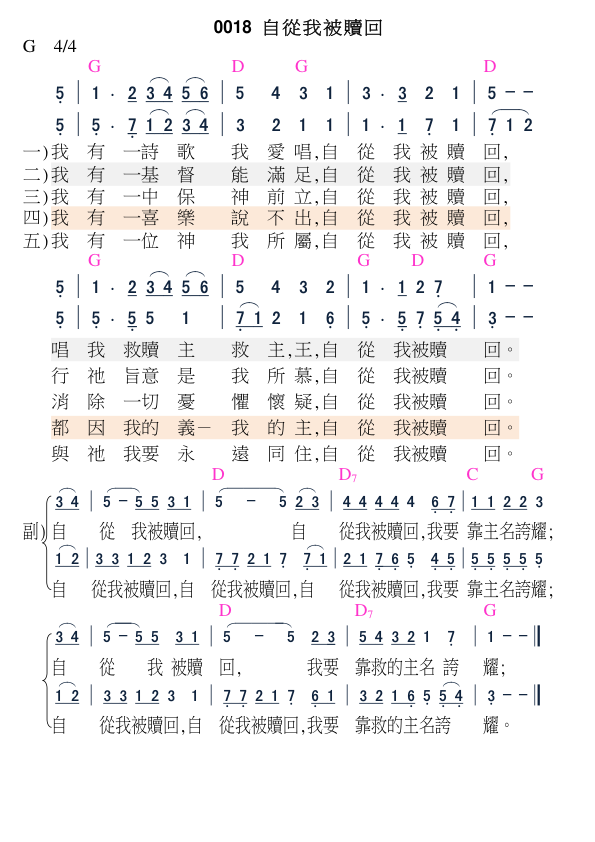 0018 自從我被贖回
G 4/4
G D G D
5 | 1 · 2 3 4 5 6 | 5 4 3 1 | 3 · 3 2 1 | 5 – –
5 | 5 · 7 1 2 3 4 | 3 2 1 1 | 1 · 1 7 1 | 7 1 2
一)我 有 一詩 歌 我 愛 唱,自 從 我 被 贖 回,
二)我 有 一基 督 能 滿 足,自 從 我 被 贖 回,
三)我 有 一中 保 神 前 立,自 從 我 被 贖 回,
四)我 有 一喜 樂 說 不 出,自 從 我 被 贖 回,
五)我 有 一位 神 我 所 屬,自 從 我 被 贖 回,
G D G D G
5 | 1 · 2 3 4 5 6 | 5 4 3 2 | 1 · 1 2 7 | 1 – –
5 | 5 · 5 5 1 | 7 1 2 1 6 | 5 · 5 7 5 4 | 3 – –
唱 我 救贖 主 救 主,王,自 從 我被贖 回。
行 祂 旨意 是 我 所 慕,自 從 我被贖 回。
消 除 一切 憂 懼 懷 疑,自 從 我被贖 回。
都 因 我的 義— 我 的 主,自 從 我被贖 回。
與 祂 我要 永 遠 同 住,自 從 我被贖 回。
D D7 C G
3 4 | 5 – 5 5 3 1 | 5 – 5 2 3 | 4 4 4 4 4 6 7 | 1 1 2 2 3
副)自 從 我被贖回, 自 從我被贖回,我要 靠主名誇耀;
1 2 | 3 3 1 2 3 1 | 7 7 2 1 7 7 1 | 2 1 7 6 5 4 5 | 5 5 5 5 5
自 從我被贖回,自 從我被贖回,自 從我被贖回,我要 靠主名誇耀;
D D7 G
3 4 | 5 – 5 5 3 1 | 5 – 5 2 3 | 5 4 3 2 1 7 | 1 – –
自 從 我 被贖 回, 我要 靠救的主名 誇 耀;
1 2 | 3 3 1 2 3 1 | 7 7 2 1 7 6 1 | 3 2 1 6 5 5 4 | 3 – –
自 從我被贖回,自 從我被贖回,我要 靠救的主名誇 耀。